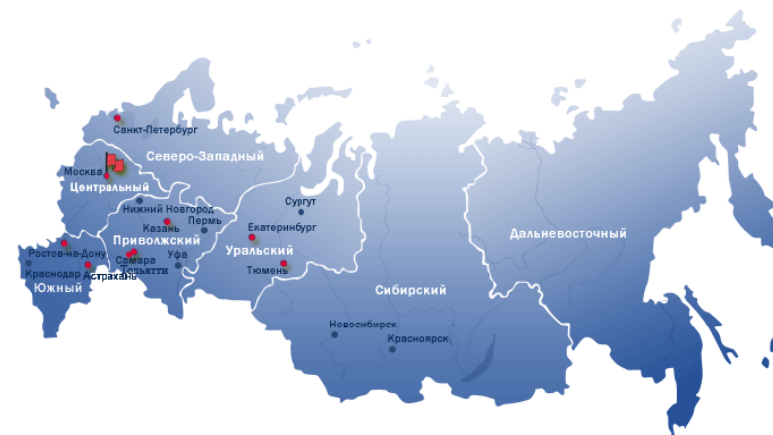 Санкт-Петербург
Северо-Западный
Москва
Центральный
Сургут
Нижний Новгород
Казань
Пермь
Екатеринбург
Приволжский
Дальневосточный
Уральский
Ростов-на-Дону
Самара
Уфа
Тольятти
Тюмень
Краснодар
Астрахань
Южный
Сибирский
Новосибирск
Красноярск